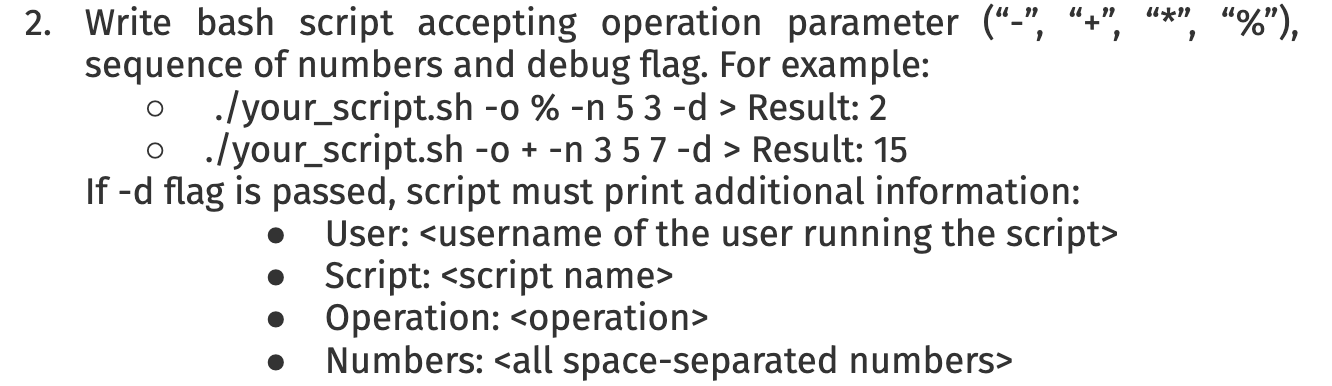 2. Write bash script accepting operation parameter (“-”, “+”, “*”, “%”),
sequence of numbers and debug flag. For example:
○ ./your_script.sh -o % -n 5 3 -d > Result: 2
○ ./your_script.sh -o + -n 3 5 7 -d > Result: 15
If -d flag is passed, script must print additional information:
● User: <username of the user running the script>
● Script: <script name>
● Operation: <operation>
● Numbers: <all space-separated numbers>